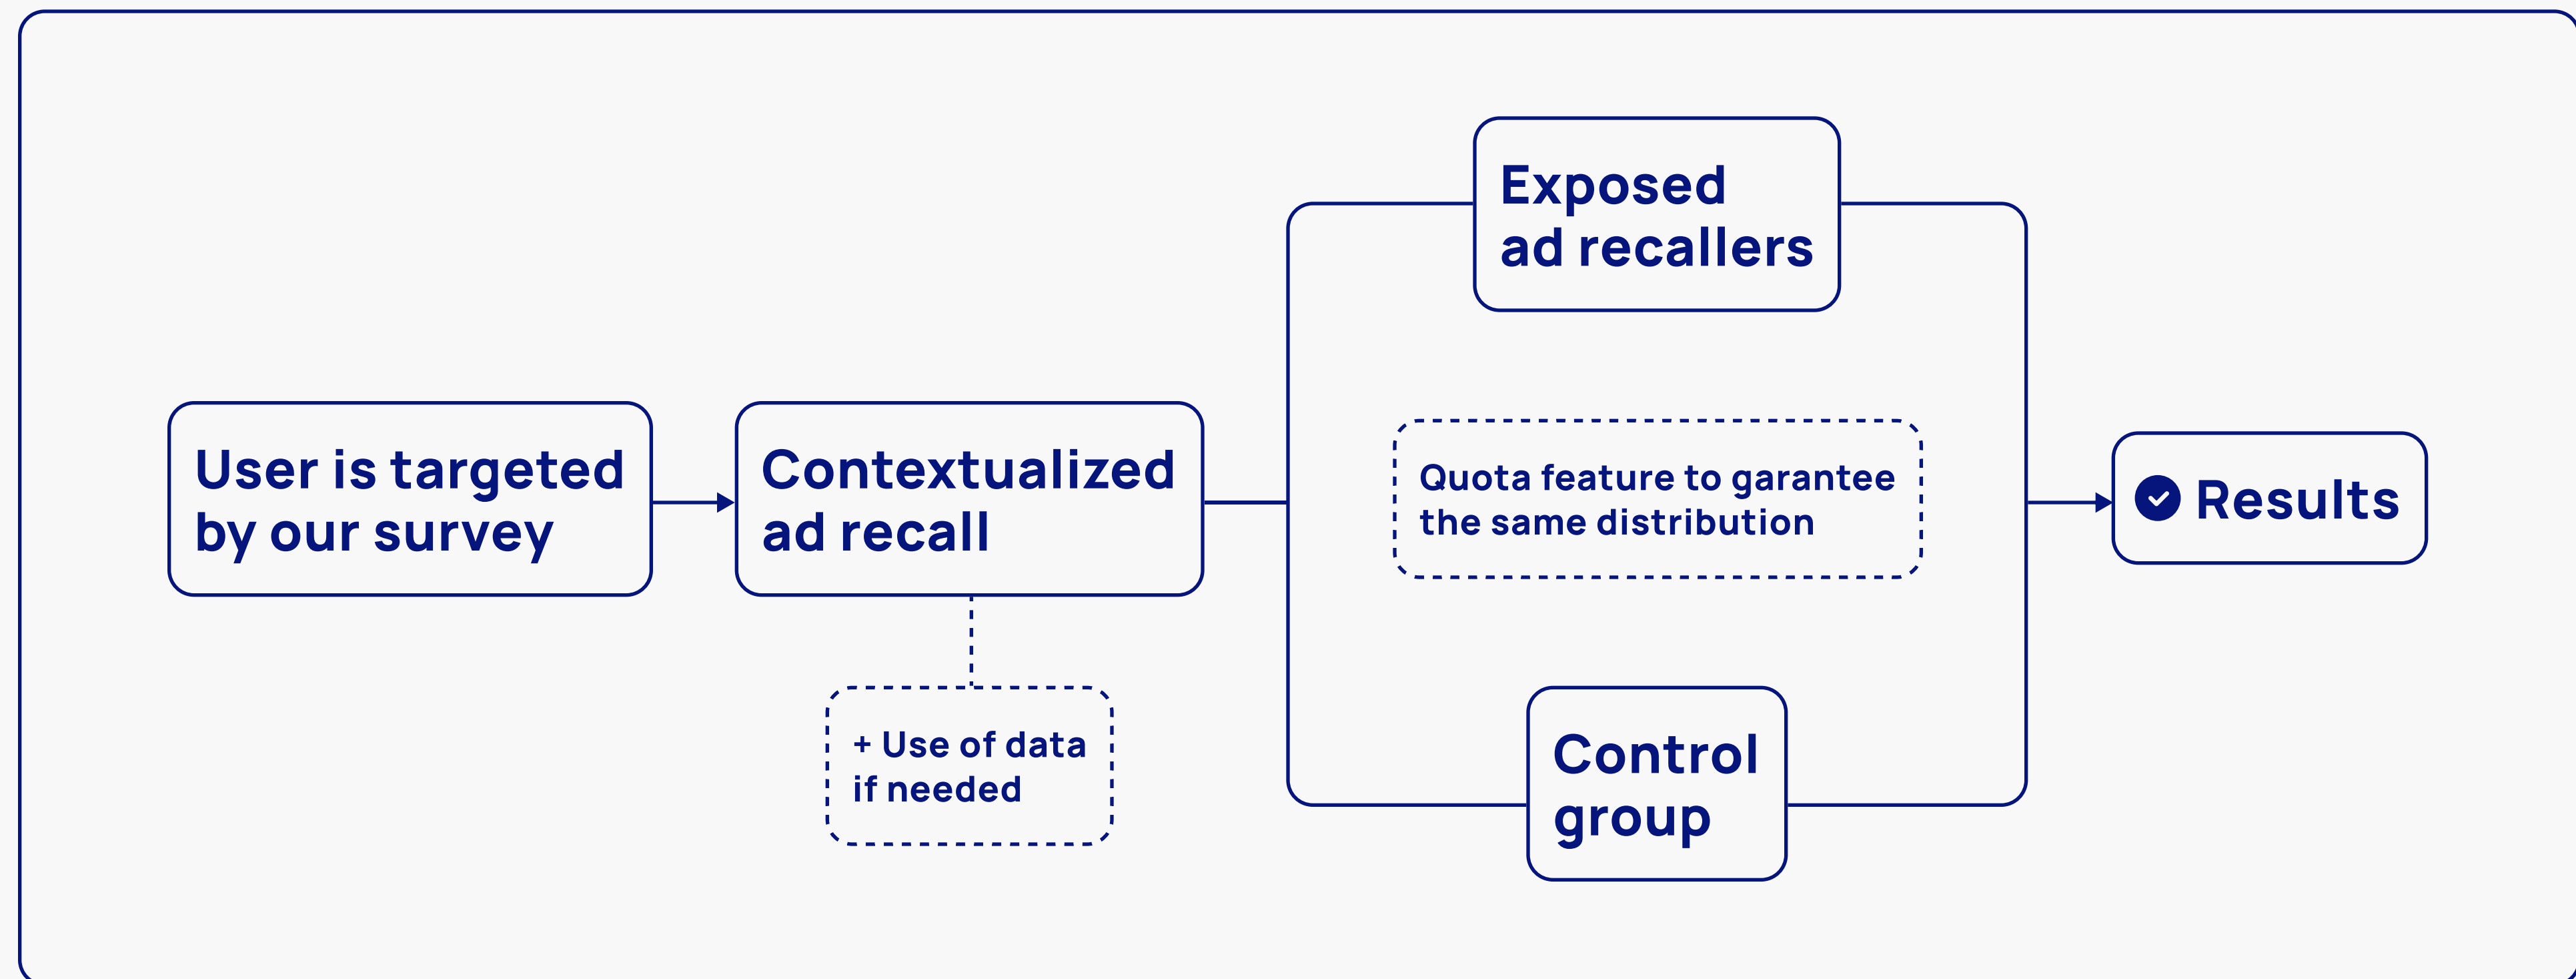 User is targeted
by our survey
Contextualized
ad recall
+ Use of data
if needed
Exposed
ad recallers
Quota feature to garantee
the same distribution
Control
group
Results